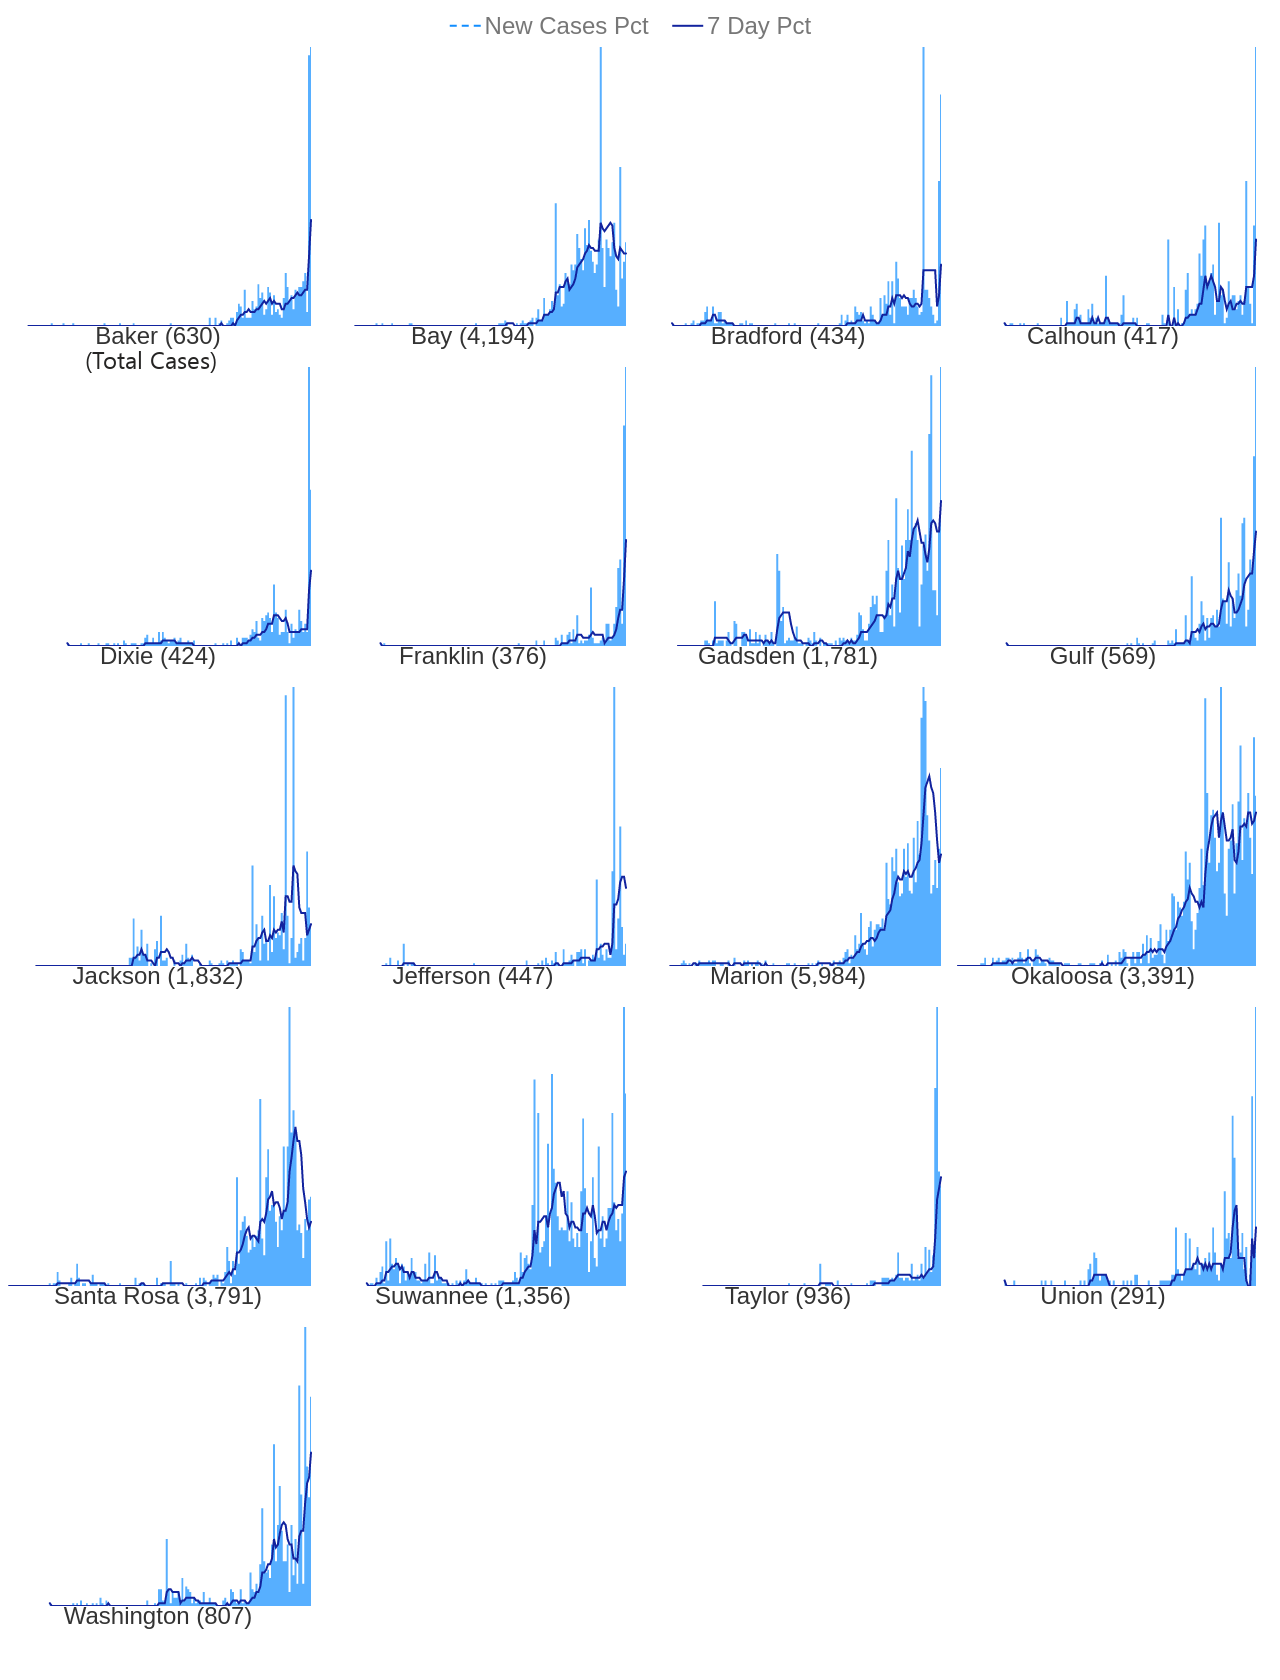 New Cases Pct 7 Day Pct
Baker (630) Bay (4,194) Bradford (434) Calhoun (417)
(Total Cases)
Dixie (424) Franklin (376) Gadsden (1,781) Gulf (569)
Jackson (1,832) Jefferson (447) Marion (5,984) Okaloosa (3,391)
Santa Rosa (3,791) Suwannee (1,356) Taylor (936) Union (291)
Washington (807)